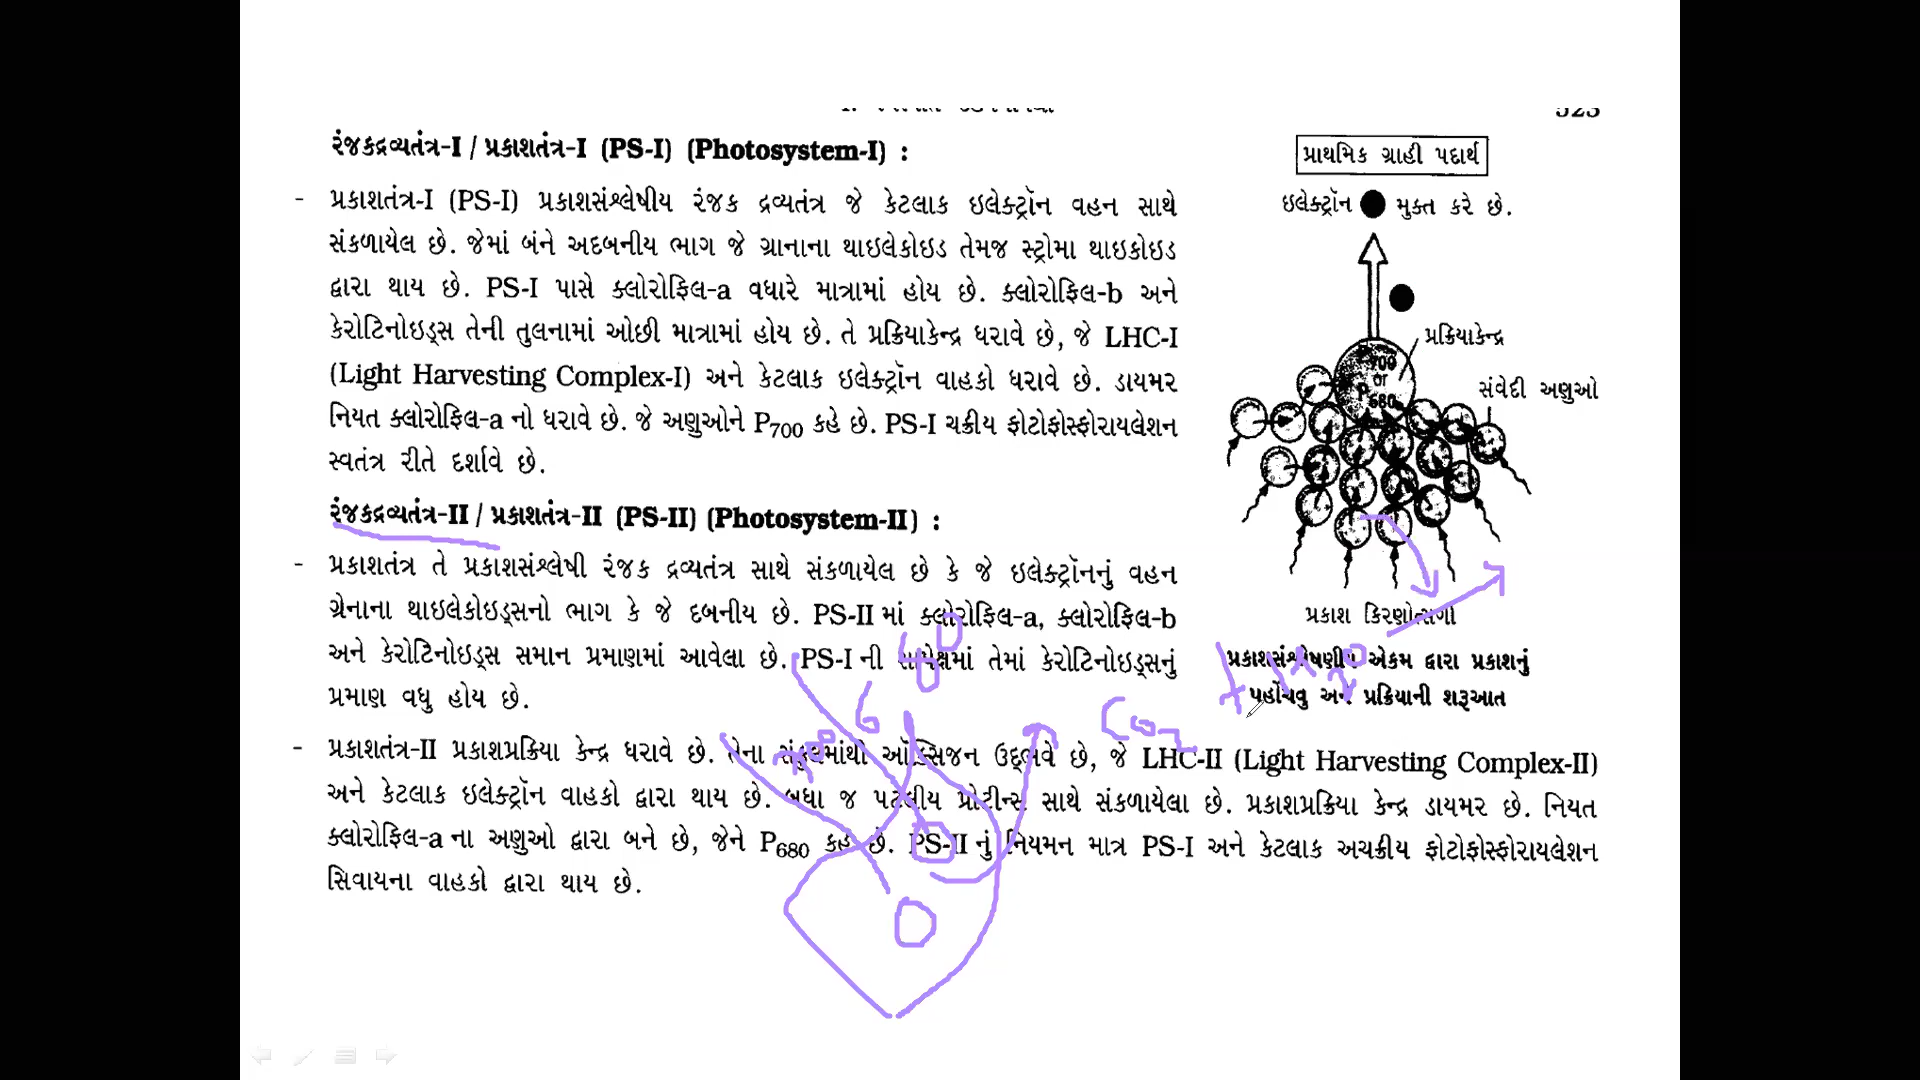 523
રંજકદ્રવ્યતંત્ર-I / પ્રકાશતંત્ર-I (PS-I) (Photosystem-I) :
- પ્રકાશતંત્ર-I (PS-I) પ્રકાશસંશ્લેષીય રંજક દ્રવ્યતંત્ર જે કેટલાક ઇલેક્ટ્રૉન વહન સાથે
સંકળાયેલ છે. જેમાં બંને અદબનીય ભાગ જે ગ્રાનાના થાઇલેકોઇડ તેમજ સ્ટ્રોમા થાઇકોઇડ
દ્વારા થાય છે. PS-I પાસે ક્લોરોફિલ-a વધારે માત્રામાં હોય છે. ક્લોરોફિલ-b અને
કેરોટિનોઇડ્સ તેની તુલનામાં ઓછી માત્રામાં હોય છે. તે પ્રક્રિયાકેન્દ્ર ધરાવે છે, જે LHC-I
(Light Harvesting Complex-I) અને કેટલાક ઇલેક્ટ્રૉન વાહકો ધરાવે છે. ડાયમર
નિયત ક્લોરોફિલ-a નો ધરાવે છે. જે અણુઓને P700 કહે છે. PS-I ચક્રીય ફોટોફોસ્ફોરાયલેશન
સ્વતંત્ર રીતે દર્શાવે છે.
રંજકદ્રવ્યતંત્ર-II / પ્રકાશતંત્ર-II (PS-II) (Photosystem-II) :
- પ્રકાશતંત્ર તે પ્રકાશસંશ્લેષી રંજક દ્રવ્યતંત્ર સાથે સંકળાયેલ છે કે જે ઇલેક્ટ્રૉનનું વહન
ગ્રેનાના થાઇલેકોઇડ્સનો ભાગ કે જે દબનીય છે. PS-II માં ક્લોરોફિલ-a, ક્લોરોફિલ-b
અને કેરોટિનોઇડ્સ સમાન પ્રમાણમાં આવેલા છે. PS-I ની સાપેક્ષમાં તેમાં કેરોટિનોઇડ્સનું
પ્રમાણ વધુ હોય છે.
- પ્રકાશતંત્ર-II પ્રકાશપ્રક્રિયા કેન્દ્ર ધરાવે છે. તેના સંકુલમાંથી ઑક્સિજન ઉદ્ભવે છે, જે LHC-II (Light Harvesting Complex-II)
અને કેટલાક ઇલેક્ટ્રૉન વાહકો દ્વારા થાય છે. બધા જ પટલીય પ્રોટીન્સ સાથે સંકળાયેલા છે. પ્રકાશપ્રક્રિયા કેન્દ્ર ડાયમર છે. નિયત
ક્લોરોફિલ-a ના અણુઓ દ્વારા બને છે, જેને P680 કહે છે. PS-II નું નિયમન માત્ર PS-I અને કેટલાક અચક્રીય ફોટોફોસ્ફોરાયલેશન
સિવાયના વાહકો દ્વારા થાય છે.
પ્રાથમિક ગ્રાહી પદાર્થ
ઇલેક્ટ્રૉન મુક્ત કરે છે.
પ્રક્રિયાકેન્દ્ર
P 700
or
P 680
સંવેદી અણુઓ
પ્રકાશ કિરણોત્સર્ગો
પ્રકાશસંશ્લેષણીય એકમ દ્વારા પ્રકાશનું
પહોંચવુ અને પ્રક્રિયાની શરૂઆત
700
Co2